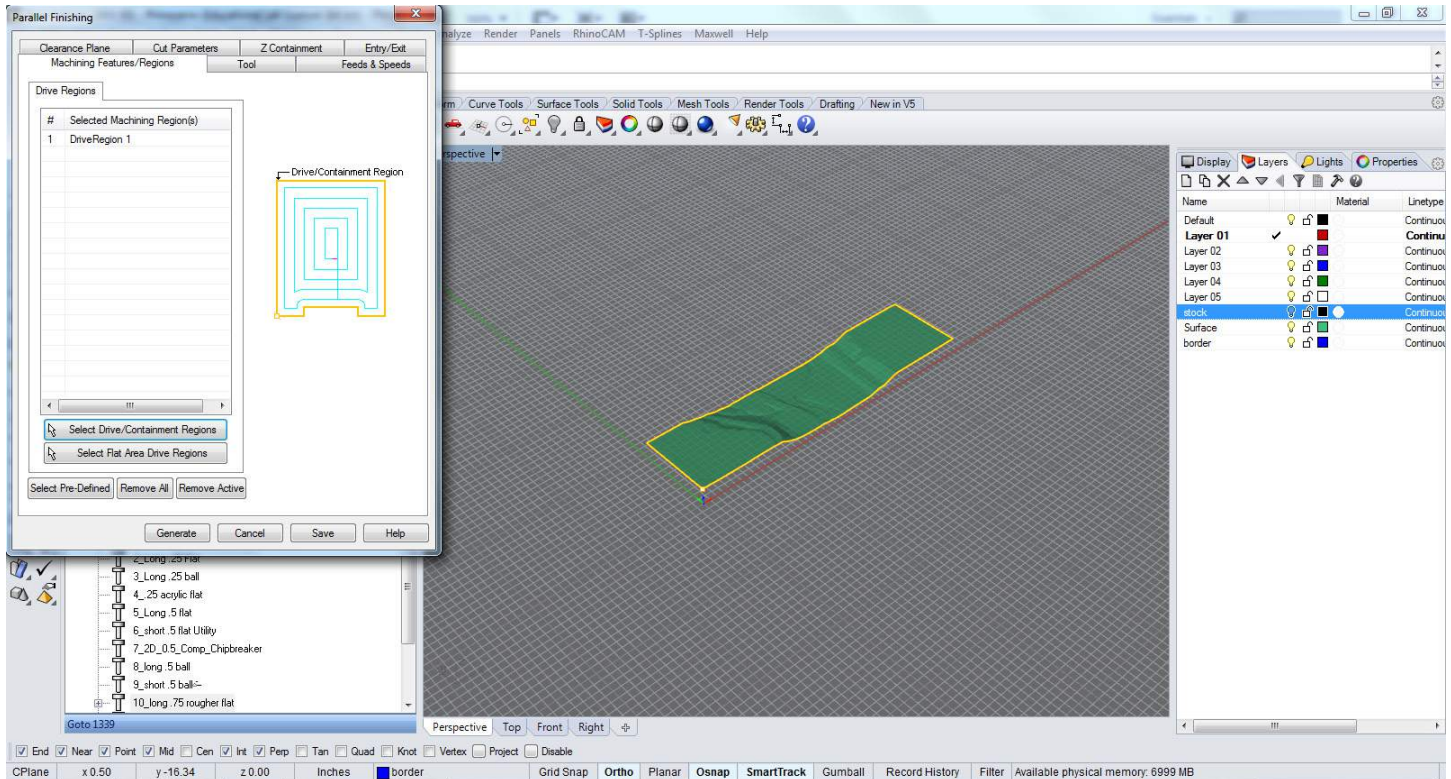 Parallel Finishing
Clearance Plane Cut Parameters Z Containment Entry/Exit
Machining Features/Regions Tool Feeds & Speeds
Drive Regions
# Selected Machining Region(s)
1 DriveRegion 1
Drive/Containment Region
Select Drive/Containment Regions
Select Flat Area Drive Regions
Select Pre-Defined Remove All Remove Active
Generate Cancel Save Help
Render Panels RhinoCAM T-Splines Maxwell Help
Curve Tools Surface Tools Solid Tools Mesh Tools Render Tools Drafting New in V5
3_Long .25 ball
4_.25 acrylic flat
5_Long .5 flat
6_short .5 flat Utility
7_2D_0.5_Comp_Chipbreaker
8_long .5 ball
9_short .5 ball
10_long .75 rougher flat
Goto 1339
Perspective Top Front Right
Display Layers Lights Properties
Name Material Linetype
Default Continuou
Layer 01 Continu
Layer 02 Continuou
Layer 03 Continuou
Layer 04 Continuou
Layer 05 Continuou
stock Continuou
Surface Continuou
border Continuou
End Near Point Mid Cen Int Perp Tan Quad Knot Vertex Project Disable
CPlane x 0.50 y -16.34 z 0.00 Inches border Grid Snap Ortho Planar Osnap SmartTrack Gumball Record History Filter Available physical memory: 6999 MB